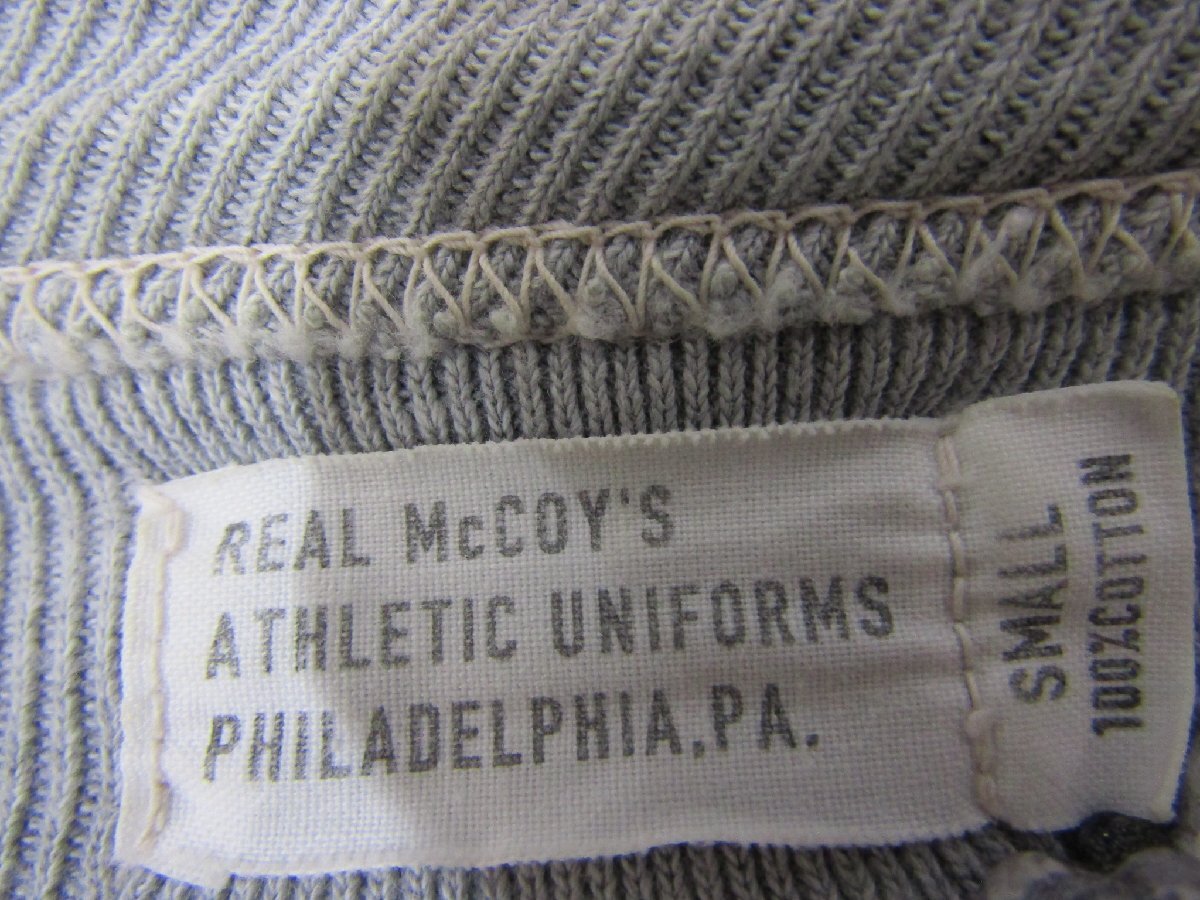 REAL McCOY'S
ATHLETIC UNIFORMS
PHILADELPHIA,PA.
SMALL
100%COTTON